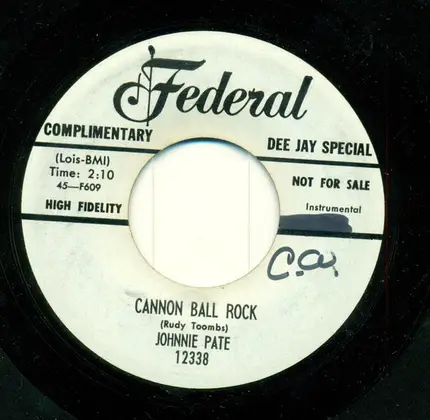 Federal
COMPLIMENTARY
DEE JAY SPECIAL
(Lois-BMI)
Time: 2:10
45—F609
NOT FOR SALE
HIGH FIDELITY
Instrumental
CANNON BALL ROCK
(Rudy Toombs)
JOHNNIE PATE
12338